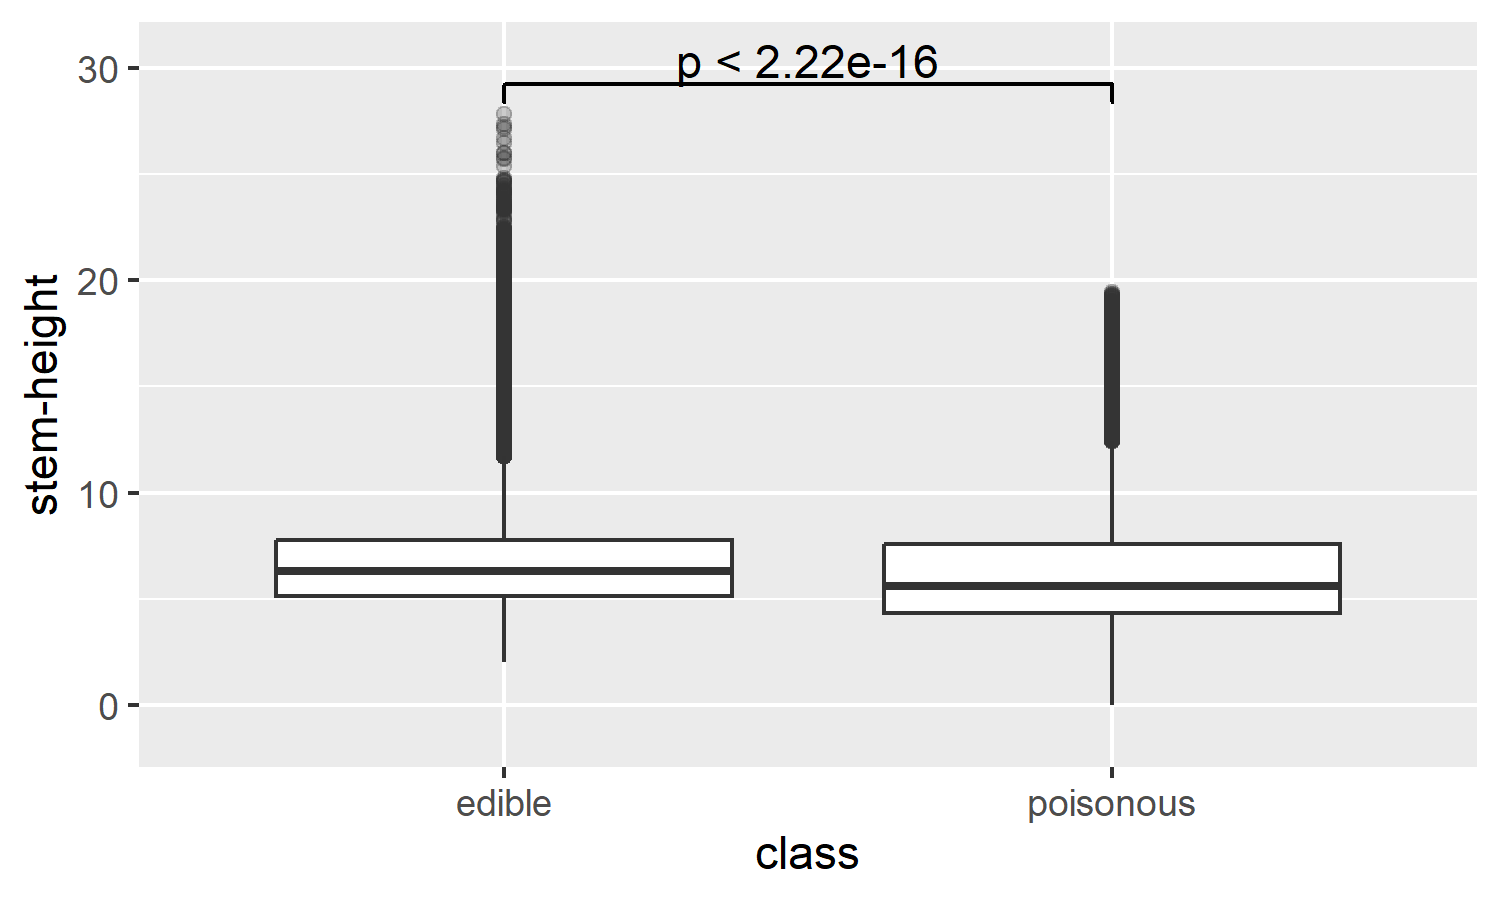 p < 2.22e-16
30
20
10
0
stem-height
edible
poisonous
class